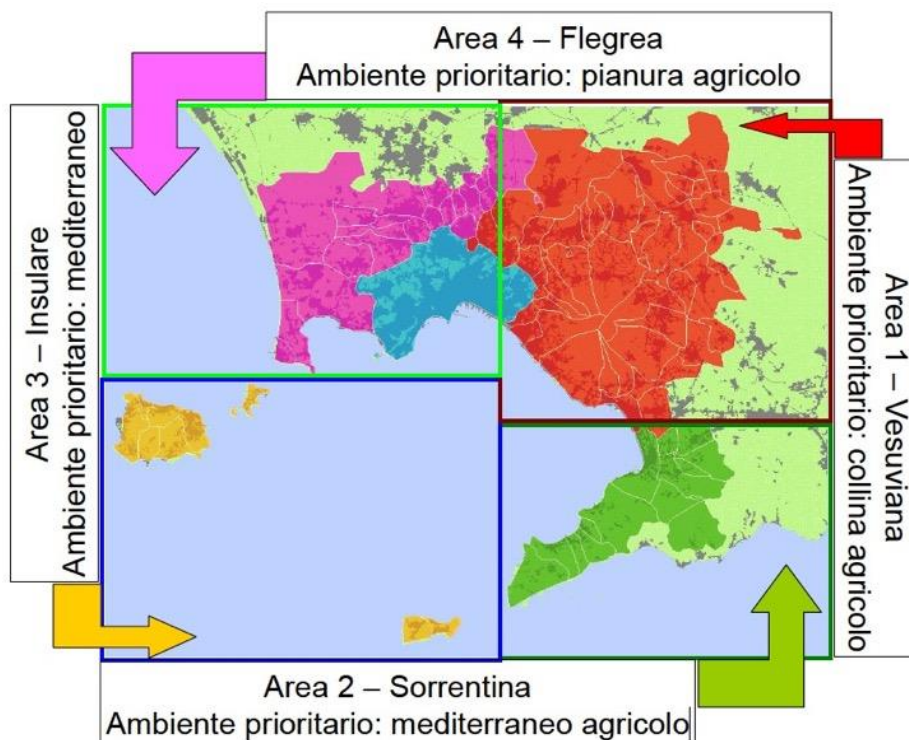 Area 4 – Flegrea
Ambiente prioritario: pianura agricolo
Area 3 – Insulare
Ambiente prioritario: mediterraneo
Area 1 – Vesuviana
Ambiente prioritario: collina agricolo
Area 2 – Sorrentina
Ambiente prioritario: mediterraneo agricolo